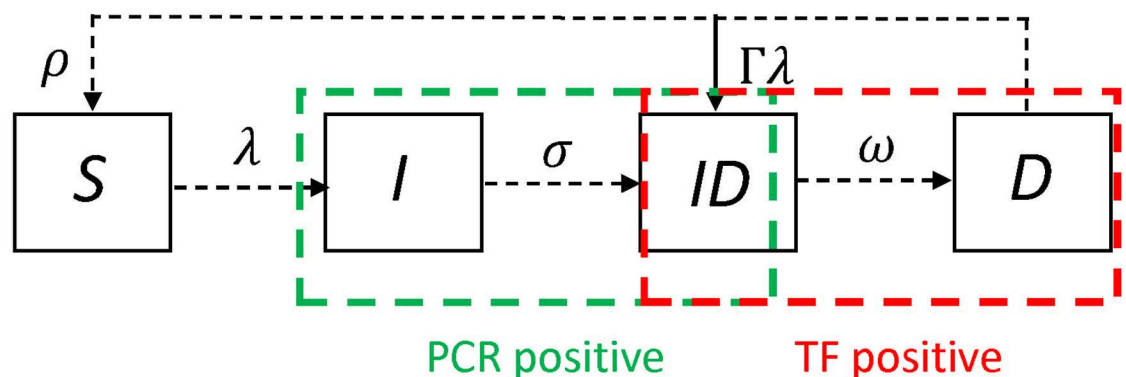 ρ
Γλ
S
λ
I
σ
ID
ω
D
PCR positive
TF positive